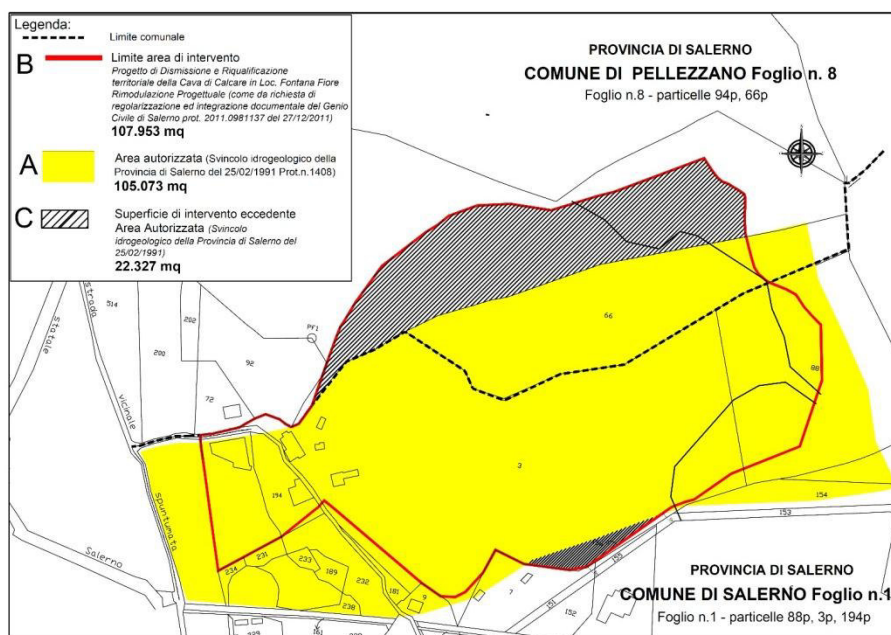 Legenda:
Limite comunale
B
Limite area di intervento
Progetto di Dismissione e Riqualificazione
territoriale della Cava di Calcare in Loc. Fontana Fiore
Rimodulazione Progettuale (come da richiesta di
regolarizzazione ed integrazione documentale del Genio
Civile di Salerno prot. 2011.0981137 del 27/12/2011)
107.953 mq
A
Area autorizzata (Svincolo idrogeologico della
Provincia di Salerno del 25/02/1991 Prot.n.1408)
105.073 mq
C
Superficie di intervento eccedente
Area Autorizzata (Svincolo
idrogeologico della Provincia di Salerno del
25/02/1991)
22.327 mq
PROVINCIA DI SALERNO
COMUNE DI PELLEZZANO Foglio n. 8
Foglio n.8 - particelle 94p, 66p
strada
statale
514
202
200
92
PF1
72
vicinale
66
88
3
194
spuntumata
Salerno
154
153
155
151
152
234
231
233
189
232
238
181
9
7
229
161
PROVINCIA DI SALERNO
COMUNE DI SALERNO Foglio n.1
Foglio n.1 - particelle 88p, 3p, 194p